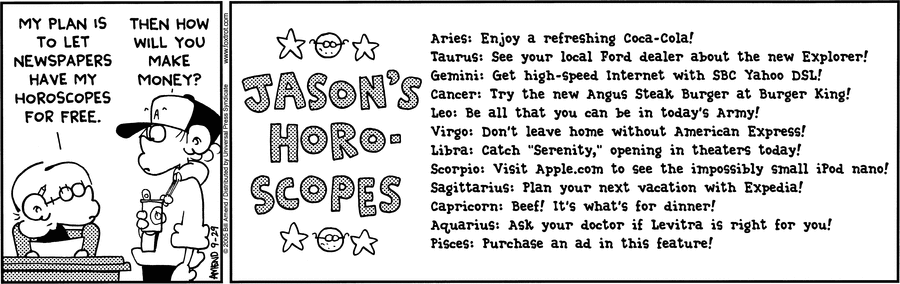 MY PLAN IS
TO LET
NEWSPAPERS
HAVE MY
HOROSCOPES
FOR FREE.
THEN HOW
WILL YOU
MAKE
MONEY?
A
AMEND 9-29
© 2005 Bill Amend / Distributed by Universal Press Syndicate
www.foxtrot.com
JASON'S
HORO-
SCOPES
Aries: Enjoy a refreshing Coca-Cola!
Taurus: See your local Ford dealer about the new Explorer!
Gemini: Get high-speed Internet with SBC Yahoo DSL!
Cancer: Try the new Angus Steak Burger at Burger King!
Leo: Be all that you can be in today's Army!
Virgo: Don't leave home without American Express!
Libra: Catch "Serenity," opening in theaters today!
Scorpio: Visit Apple.com to see the impossibly small iPod nano!
Sagittarius: Plan your next vacation with Expedia!
Capricorn: Beef! It's what's for dinner!
Aquarius: Ask your doctor if Levitra is right for you!
Pisces: Purchase an ad in this feature!